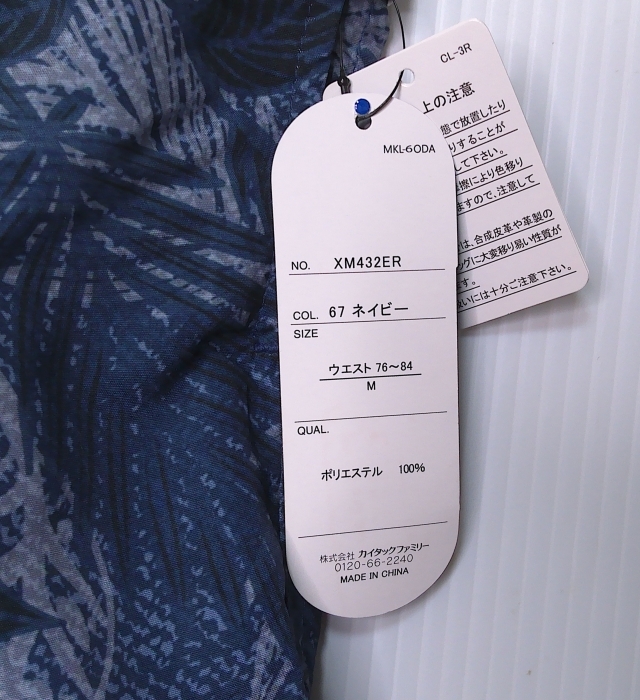 MKL-60DA
NO. XM432ER
COL. 67 ネイビー
SIZE
ウエスト 76〜84
M
QUAL.
ポリエステル 100%
株式会社 カイタックファミリー
0120-66-2240
MADE IN CHINA
CL-3R
上の注意
態で放置したり
りすることが
して下さい。
擦により色移り
ますので、注意して
は、合成皮革や革製の
グに大変移り易い性質が
す。
いには十分ご注意下さい。